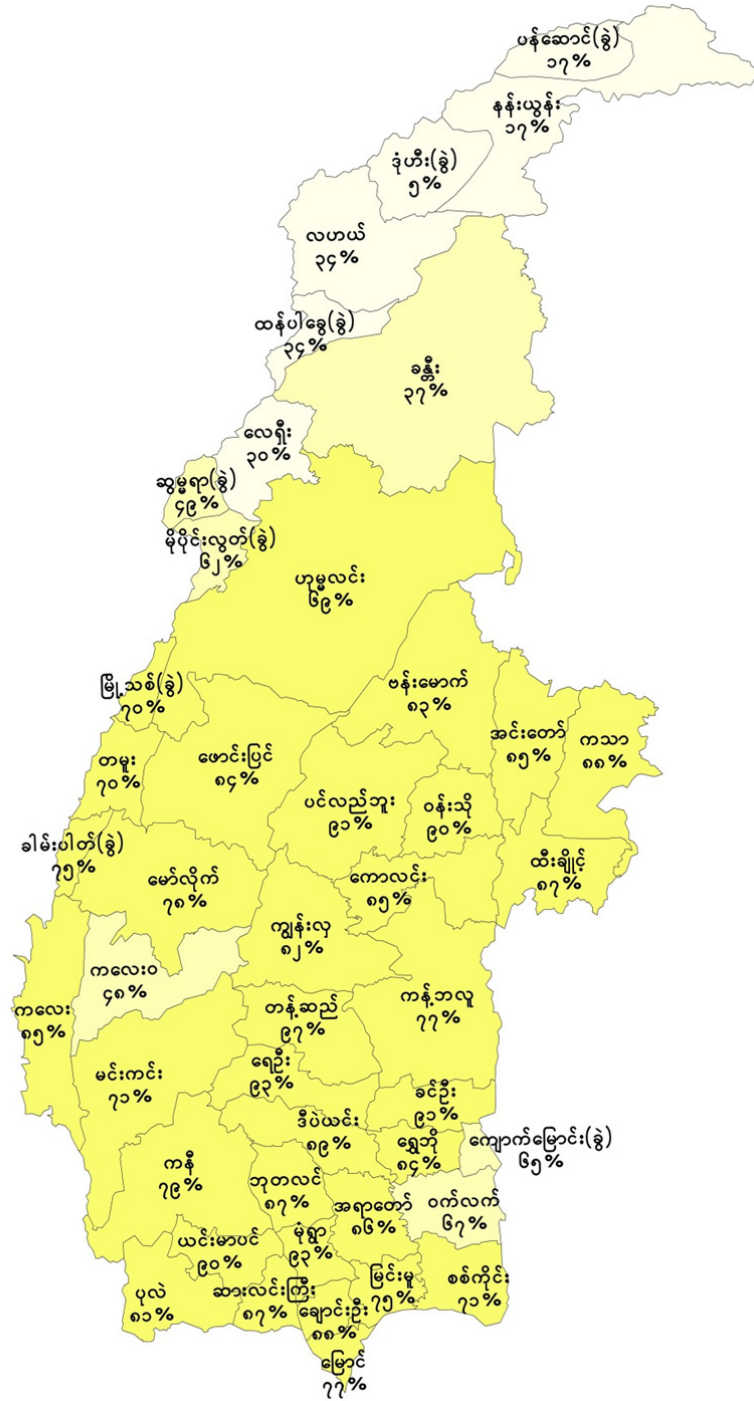 ပန်ဆောင်(ခွဲ)
၁၇%
နန်းယွန်း
၁၇%
ဒုံဟီး(ခွဲ)
၅%
လဟယ်
၃၄%
ထန်ပါခွေ(ခွဲ)
၃၄%
ခန္တီး
၃၇%
လေရှီး
၃၀%
ဆွမ္မရာ(ခွဲ)
၄၉%
မိုပိုင်းလွတ်(ခွဲ)
၆၂%
ဟုမ္မလင်း
၆၉%
မြို့သစ်(ခွဲ)
၇၀%
ဗန်းမောက်
၈၃%
အင်းတော်
၈၅%
ကသာ
၈၈%
တမူး
၇၀%
ဖောင်းပြင်
၈၄%
ပင်လည်ဘူး
၉၁%
ဝန်းသို
၉၀%
ခါမ်းပါတ်(ခွဲ)
၇၅%
မော်လိုက်
၇၈%
ကောလင်း
၈၅%
ထီးချိုင့်
၈၇%
ကျွန်းလှ
၈၂%
ကလေးဝ
၄၈%
ကလေး
၈၅%
တန့်ဆည်
၉၇%
ကန့်ဘလူ
၇၇%
မင်းကင်း
၇၁%
ရေဦး
၉၃%
ခင်ဦး
၉၁%
ဒီပဲယင်း
၈၉%
ရွှေဘို
၈၄%
ကျောက်မြောင်း(ခွဲ)
၆၅%
ကနီ
၇၉%
ဘုတလင်
၈၇%
အရာတော်
၈၆%
ဝက်လက်
၆၇%
ယင်းမာပင်
၉၀%
မုံရွာ
၉၃%
မြင်းမူ
၇၅%
စစ်ကိုင်း
၇၁%
ပုလဲ
၈၁%
ဆားလင်းကြီး
၈၇%
ချောင်းဦး
၈၈%
မြောင်
၇၇%